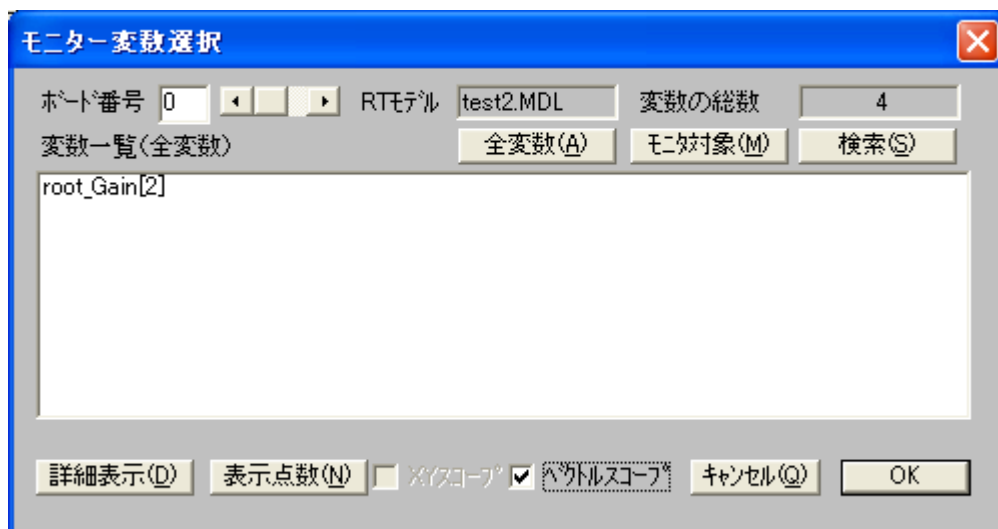 モニター変数選択
ﾎﾞｰﾄﾞ番号 0 RTﾓﾃﾞﾙ test2.MDL 変数の総数 4
変数一覧(全変数) 全変数(A) ﾓﾆﾀ対象(M) 検索(S)
root_Gain[2]
詳細表示(D) 表示点数(N) XYｽｺｰﾌﾟ ﾍﾞｸﾄﾙｽｺｰﾌﾟ ｷｬﾝｾﾙ(Q) OK